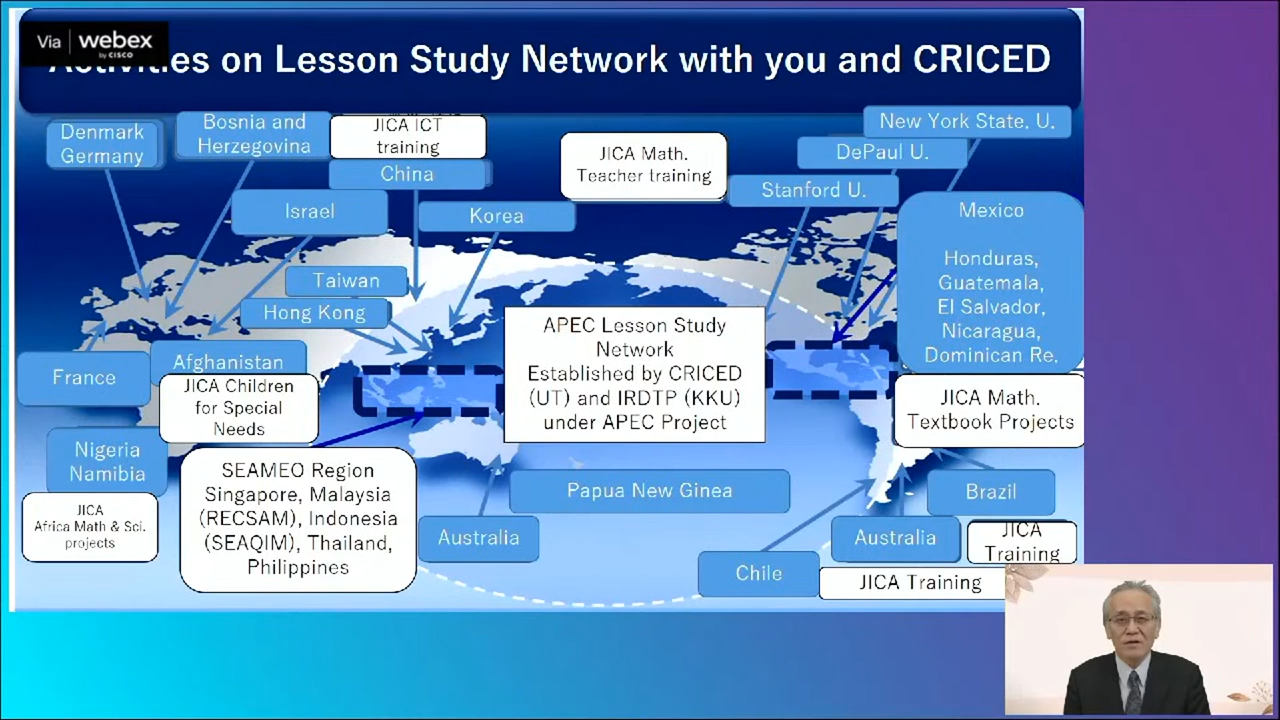 Via webex
by CISCO
es on Lesson Study Network with you and CRICED
Denmark
Germany
Bosnia and
Herzegovina
JICA ICT
training
China
JICA Math.
Teacher training
New York State. U.
DePaul U.
Stanford U.
Israel
Korea
Mexico
Honduras,
Guatemala,
El Salvador,
Nicaragua,
Dominican Re.
Taiwan
Hong Kong
APEC Lesson Study
Network
Established by CRICED
(UT) and IRDTP (KKU)
under APEC Project
France
Afghanistan
JICA Children
for Special
Needs
JICA Math.
Textbook Projects
Nigeria
Namibia
JICA
Africa Math & Sci.
projects
SEAMEO Region
Singapore, Malaysia
(RECSAM), Indonesia
(SEAQIM), Thailand,
Philippines
Papua New Ginea
Australia
Brazil
Australia
JICA
Training
Chile
JICA Training